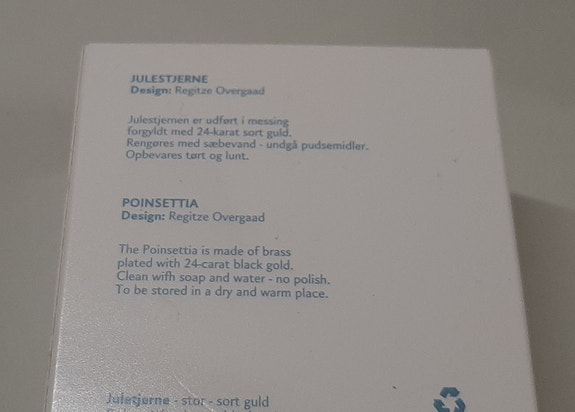 JULESTJERNE
Design: Regitze Overgaad
Julestjernen er udført i messing
forgyldt med 24-karat sort guld.
Rengøres med sæbevand - undgå pudsemidler.
Opbevares tørt og lunt.
POINSETTIA
Design: Regitze Overgaad
The Poinsettia is made of brass
plated with 24-carat black gold.
Clean with soap and water - no polish.
To be stored in a dry and warm place.
Juletjerne - stor - sort guld